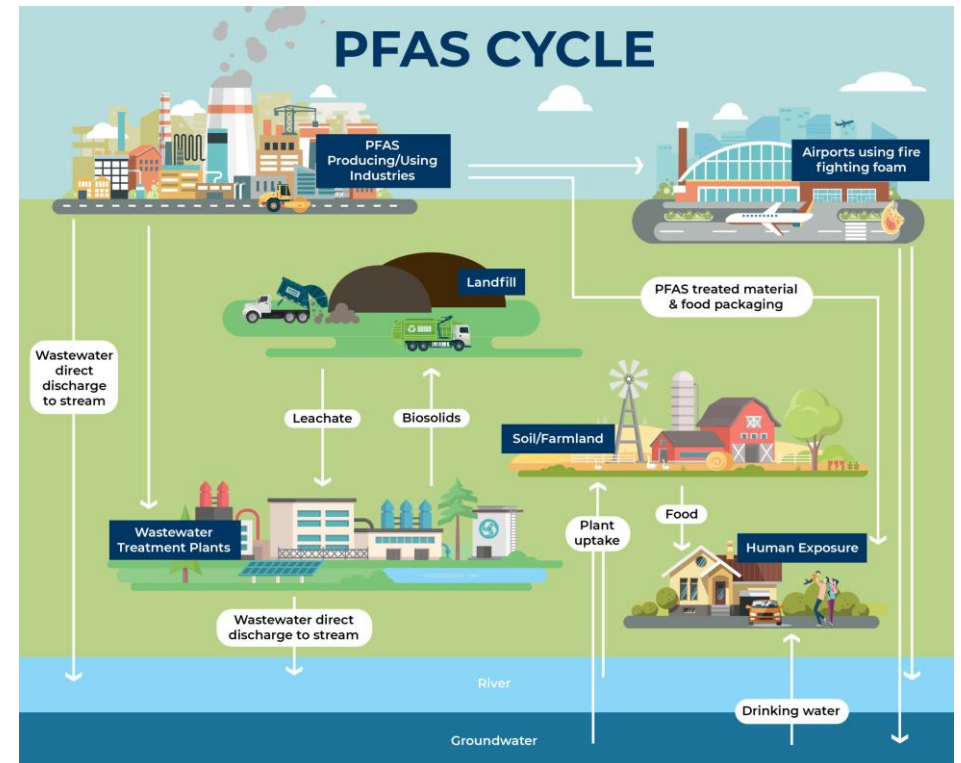 PFAS CYCLE
PFAS
Producing/Using
Industries
Airports using fire
fighting foam
Landfill
PFAS treated material
& food packaging
Wastewater
direct
discharge
to stream
Leachate
Biosolids
Soil/Farmland
Wastewater
Treatment Plants
Plant
uptake
Food
Human Exposure
Wastewater direct
discharge to stream
River
Drinking water
Groundwater